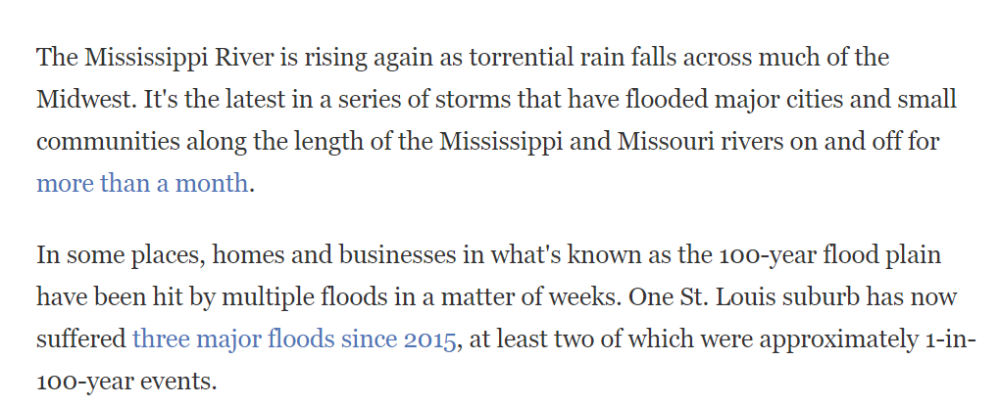 The Mississippi River is rising again as torrential rain falls across much of the
Midwest. It's the latest in a series of storms that have flooded major cities and small
communities along the length of the Mississippi and Missouri rivers on and off for
more than a month.
In some places, homes and businesses in what's known as the 100-year flood plain
have been hit by multiple floods in a matter of weeks. One St. Louis suburb has now
suffered three major floods since 2015, at least two of which were approximately 1-in-
100-year events.